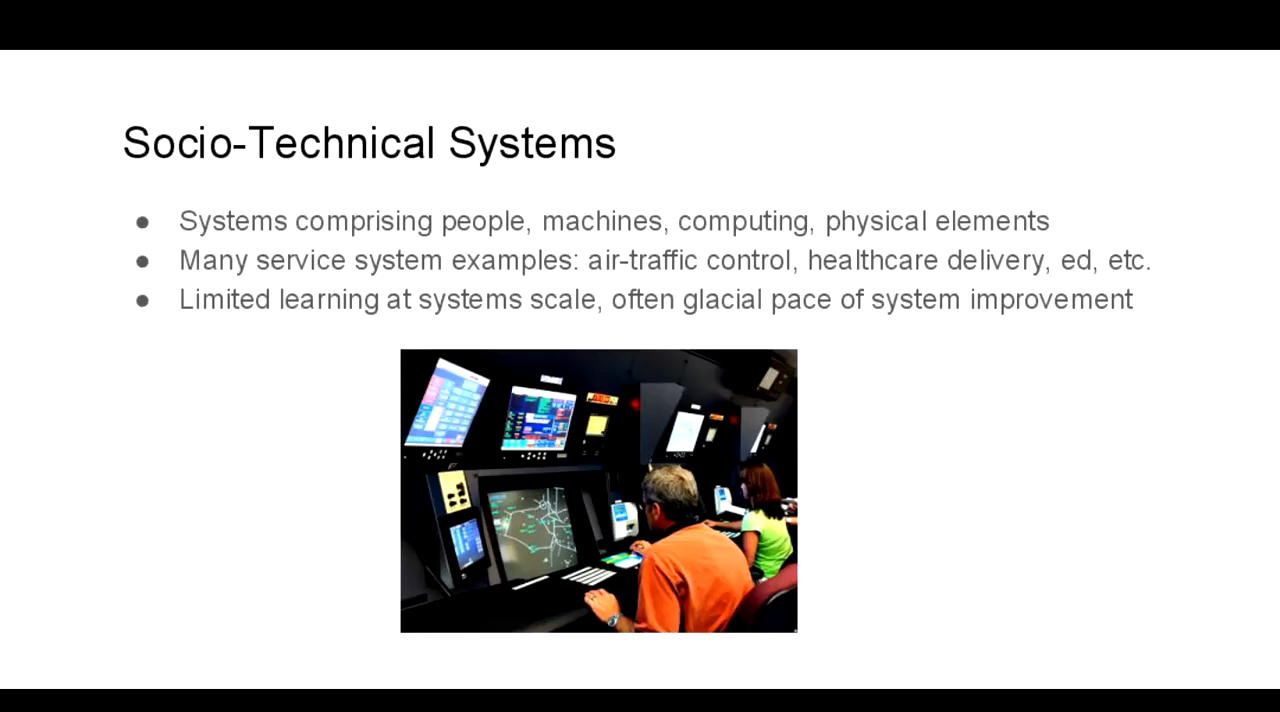 Socio-Technical Systems
● Systems comprising people, machines, computing, physical elements
● Many service system examples: air-traffic control, healthcare delivery, ed, etc.
● Limited learning at systems scale, often glacial pace of system improvement